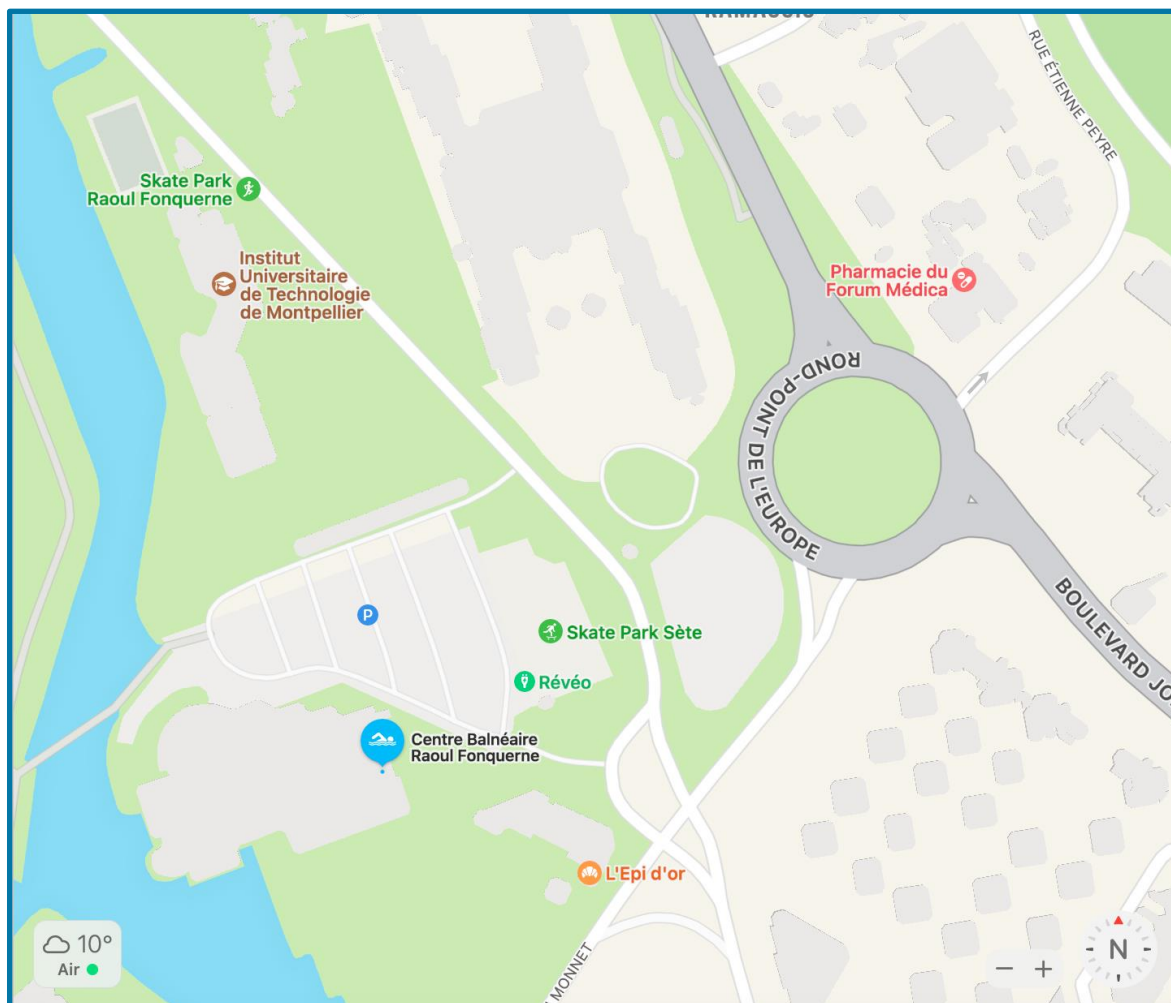 RAMASSIS
RUE ÉTIENNE PEYRE
Skate Park
Raoul Fonquerne
Institut
Universitaire
de Technologie
de Montpellier
Pharmacie du
Forum Médica
ROND-POINT DE L'EUROPE
P
Skate Park Sète
BOULEVARD JO
Révéo
Centre Balnéaire
Raoul Fonquerne
L'Epi d'or
MONNET
10°
Air
N
− +